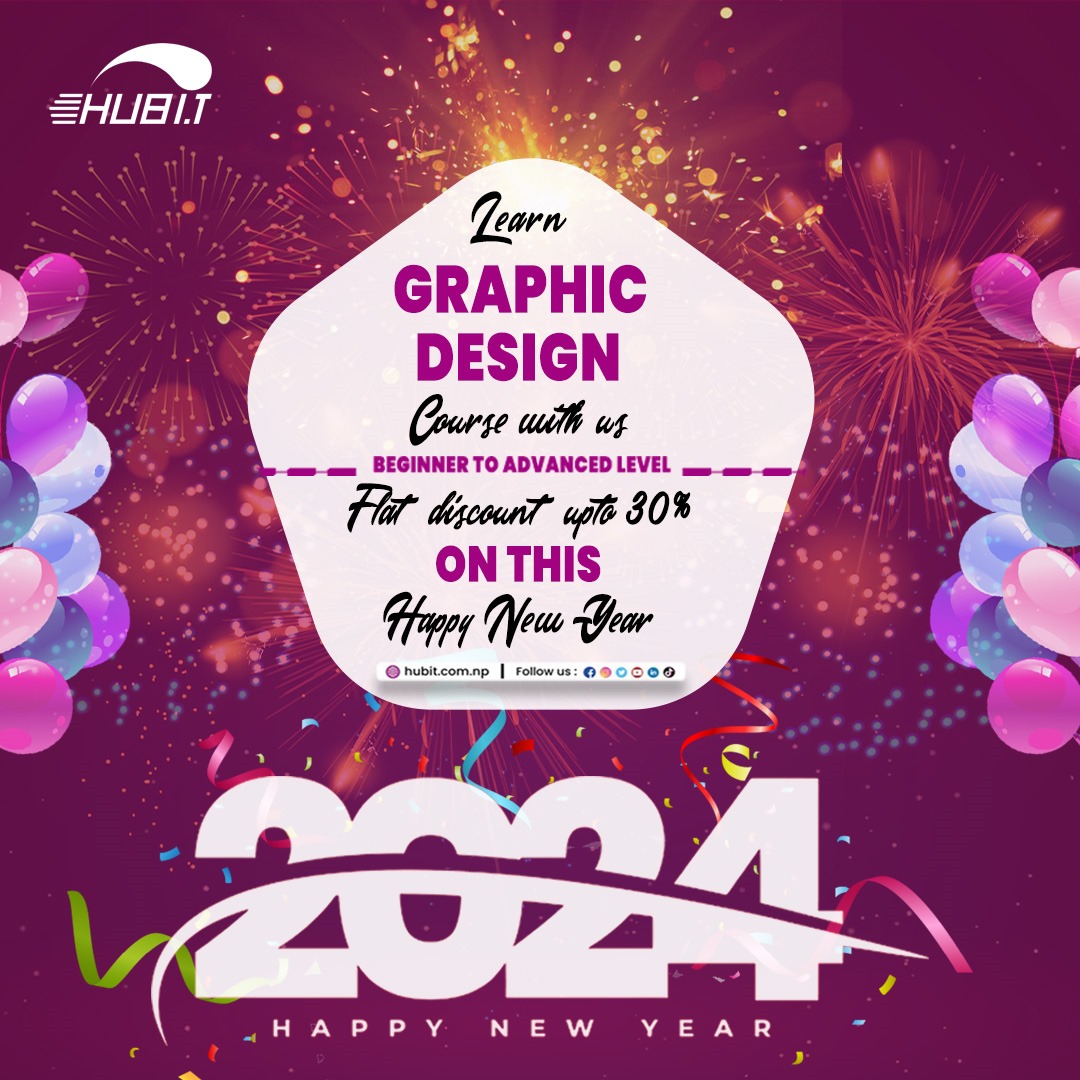 HUB I.T
Learn
GRAPHIC
DESIGN
Course with us
BEGINNER TO ADVANCED LEVEL
Flat discount upto 30%
ON THIS
Happy New Year
hubit.com.np | Follow us :
2024
HAPPY NEW YEAR